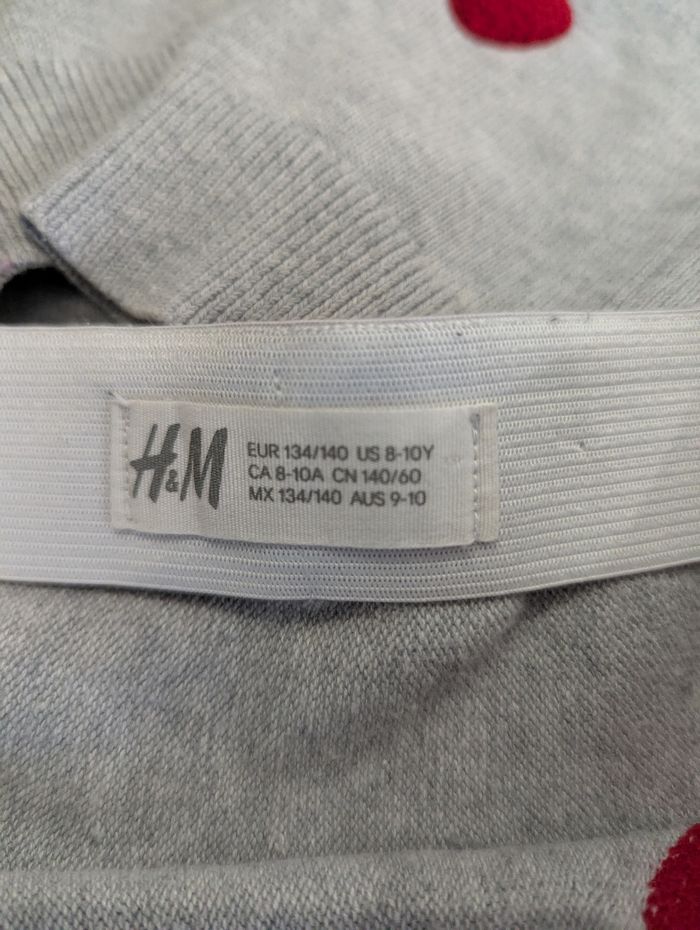 H&M
EUR 134/140 US 8-10Y
CA 8-10A CN 140/60
MX 134/140 AUS 9-10